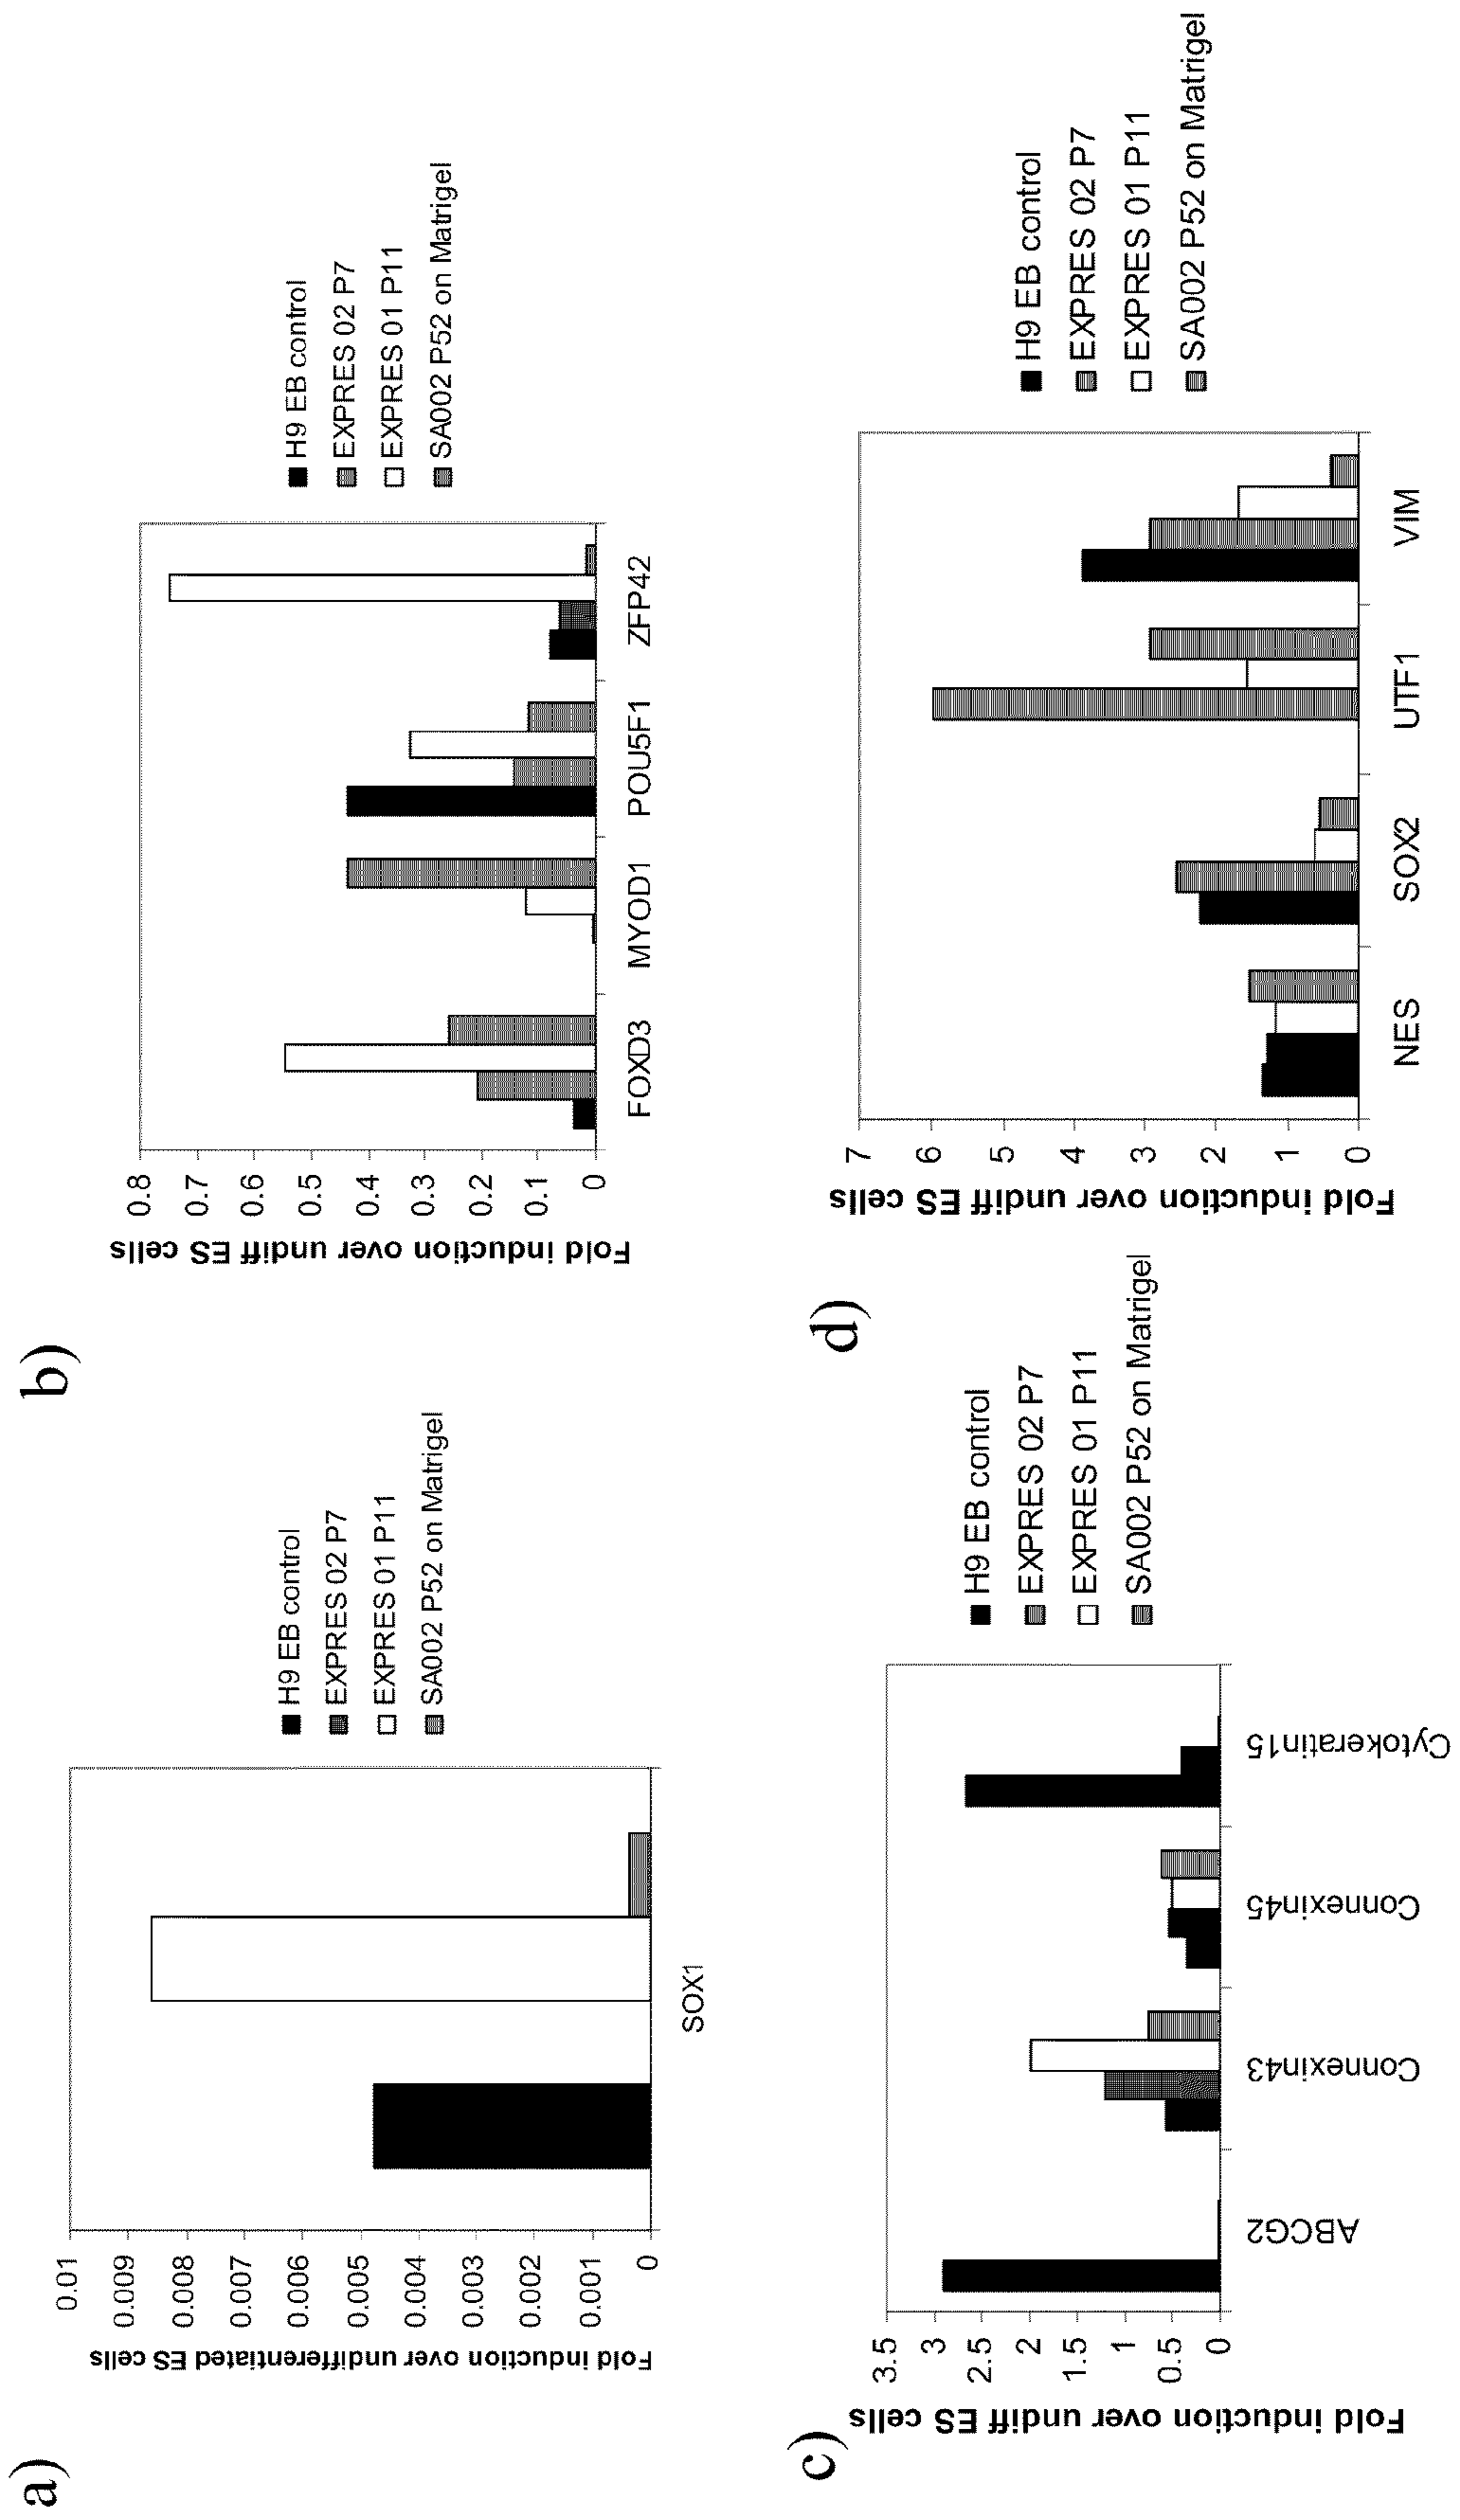 a)
Fold induction over undifferentiated ES cells
0.01
0.009
0.008
0.007
0.006
0.005
0.004
0.003
0.002
0.001
0
SOX1
H9 EB control
EXPRES 02 P7
EXPRES 01 P11
SA002 P52 on Matrigel
b)
Fold induction over undiff ES cells
0.8
0.7
0.6
0.5
0.4
0.3
0.2
0.1
0
FOXD3 MYOD1 POU5F1 ZFP42
H9 EB control
EXPRES 02 P7
EXPRES 01 P11
SA002 P52 on Matrigel
c)
Fold induction over undiff ES cells
3.5
3
2.5
2
1.5
1
0.5
0
ABCG2 Connexin43 Connexin45 Cytokeratin15
H9 EB control
EXPRES 02 P7
EXPRES 01 P11
SA002 P52 on Matrigel
d)
Fold induction over undiff ES cells
7
6
5
4
3
2
1
0
NES SOX2 UTF1 VIM
H9 EB control
EXPRES 02 P7
EXPRES 01 P11
SA002 P52 on Matrigel